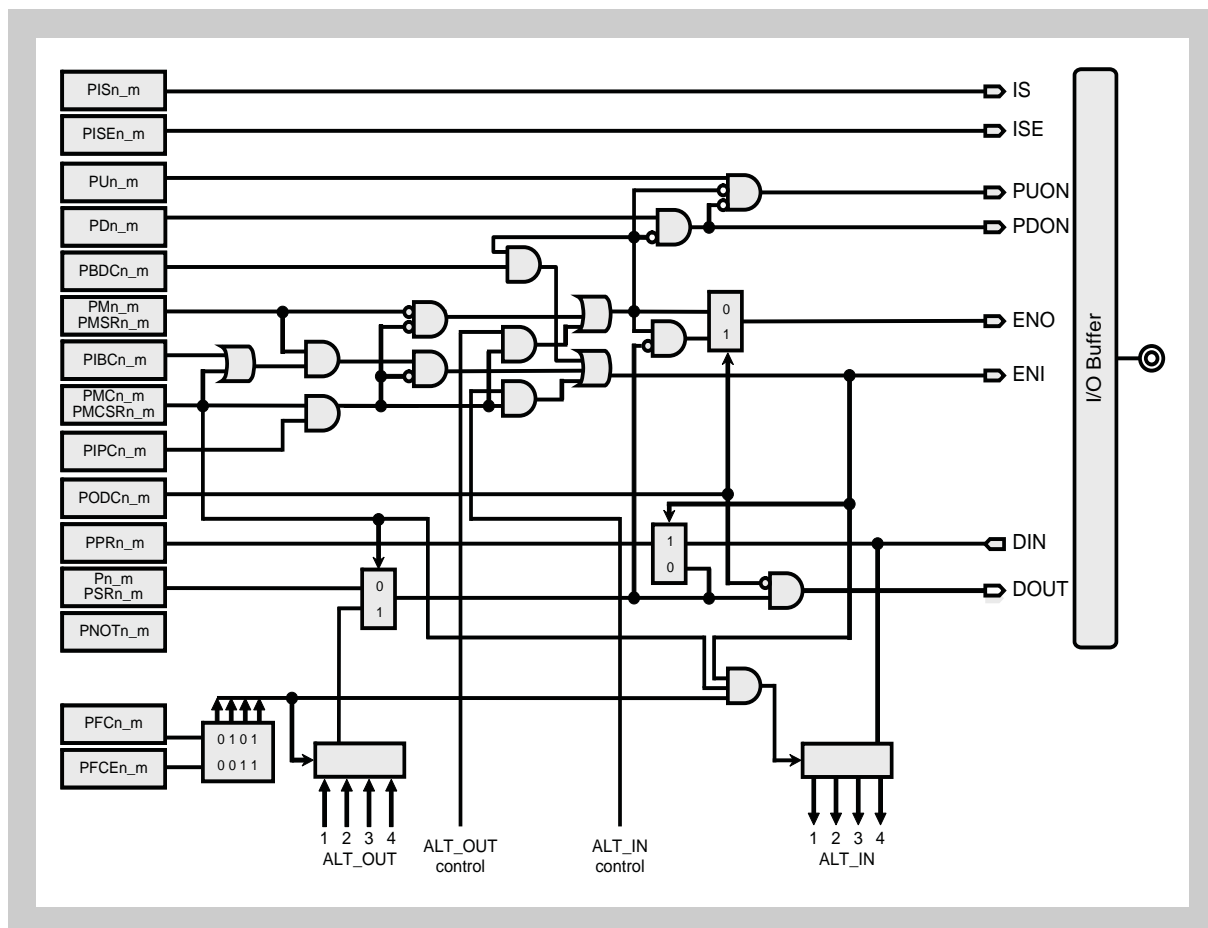 PISn_m
IS
PISEn_m
ISE
PUn_m
PUON
PDn_m
PDON
PBDCn_m
PMn_m
PMSRn_m
0
1
ENO
PIBCn_m
ENI
PMCn_m
PMCSRn_m
PIPCn_m
I/O Buffer
PODCn_m
PPRn_m
1
0
DIN
Pn_m
PSRn_m
0
1
DOUT
PNOTn_m
PFCn_m
0 1 0 1
PFCEn_m
0 0 1 1
1 2 3 4
ALT_OUT
ALT_OUT
control
ALT_IN
control
1 2 3 4
ALT_IN